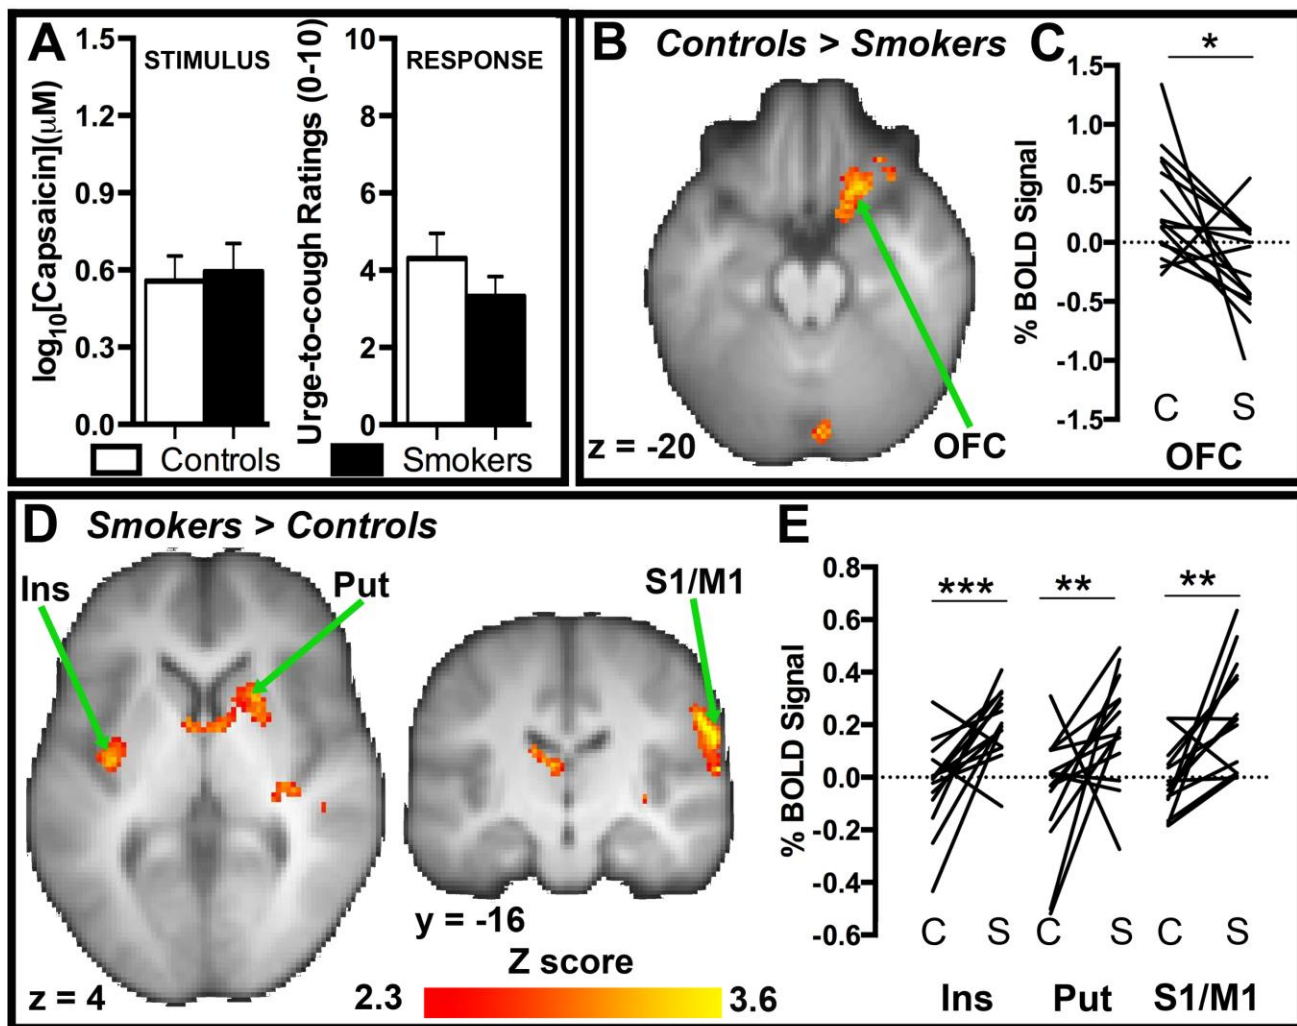 A
STIMULUS
log10[Capsaicin](μM)
1.5
1.2
0.9
0.6
0.3
0.0
RESPONSE
Urge-to-cough Ratings (0-10)
10
8
6
4
2
0
Controls
Smokers
B Controls > Smokers
z = -20
OFC
C
*
% BOLD Signal
1.5
1.0
0.5
0.0
-0.5
-1.0
-1.5
C S
OFC
D Smokers > Controls
Ins
Put
S1/M1
z = 4
y = -16
Z score
2.3
3.6
E
*** ** **
% BOLD Signal
0.8
0.6
0.4
0.2
0.0
-0.2
-0.4
-0.6
C S C S C S
Ins Put S1/M1